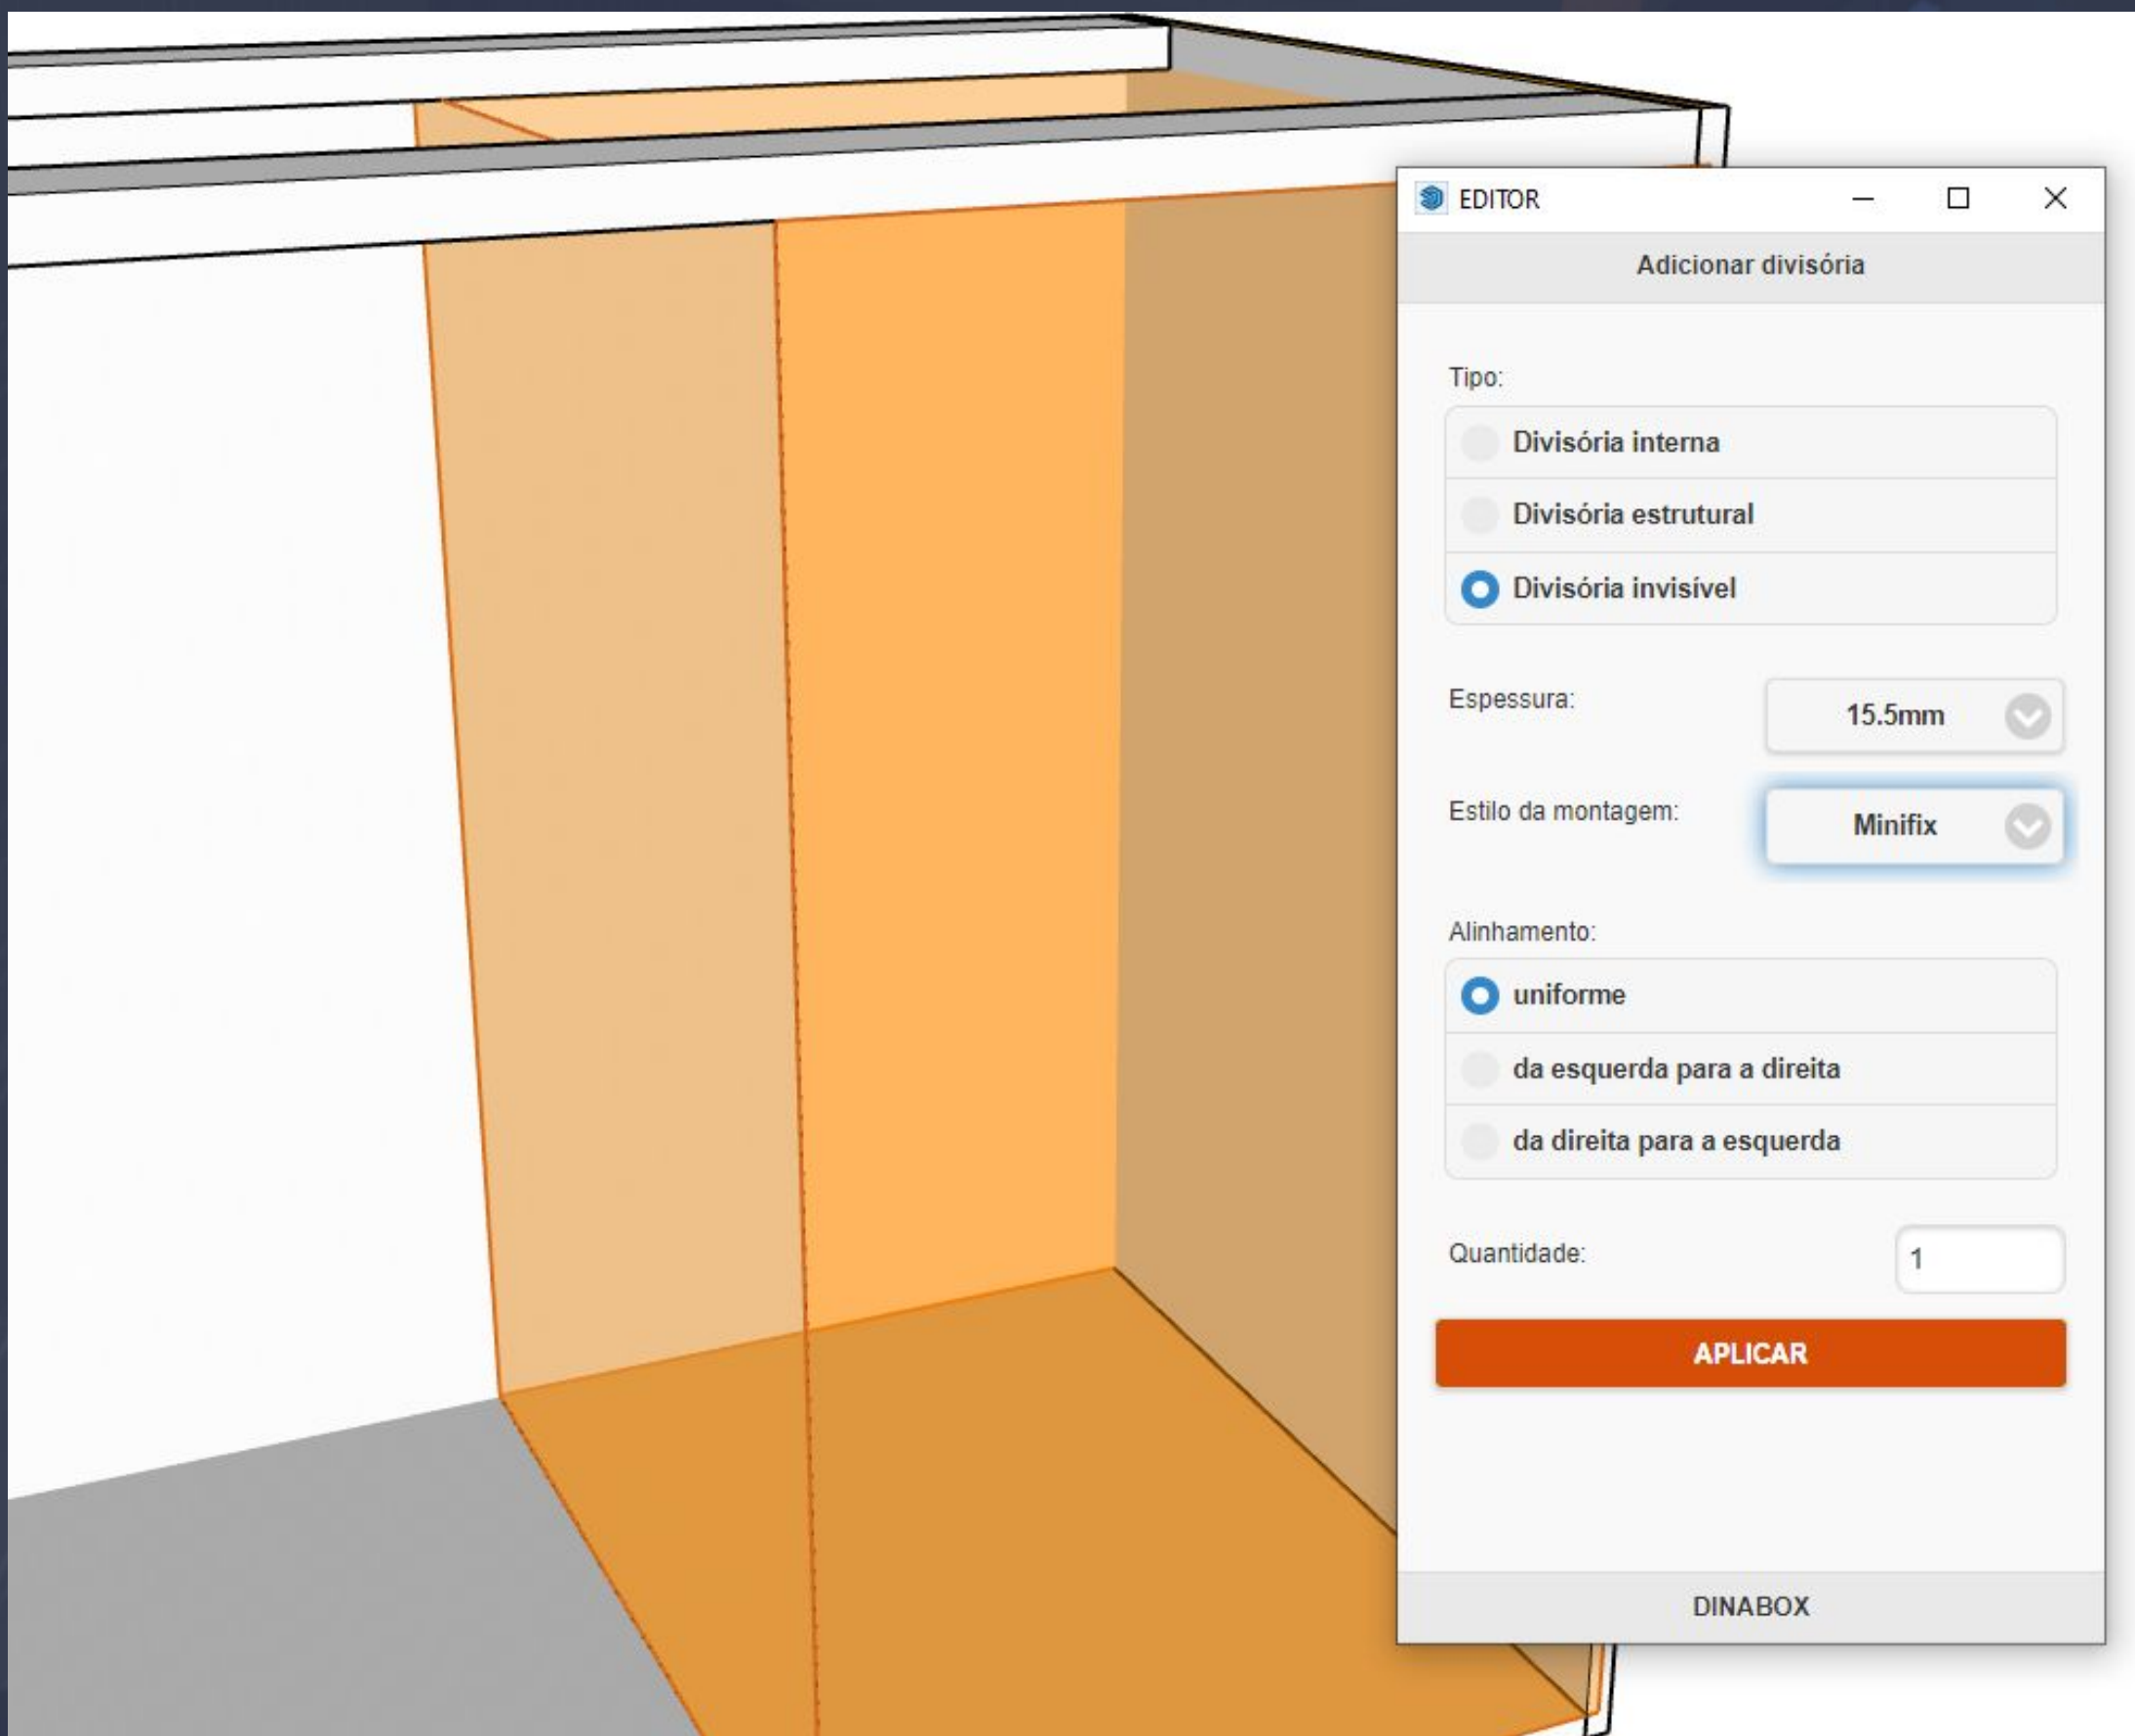 EDITOR
Adicionar divisória
Tipo:
Divisória interna
Divisória estrutural
Divisória invisível
Espessura:
15.5mm
Estilo da montagem:
Minifix
Alinhamento:
uniforme
da esquerda para a direita
da direita para a esquerda
Quantidade:
1
APLICAR
DINABOX